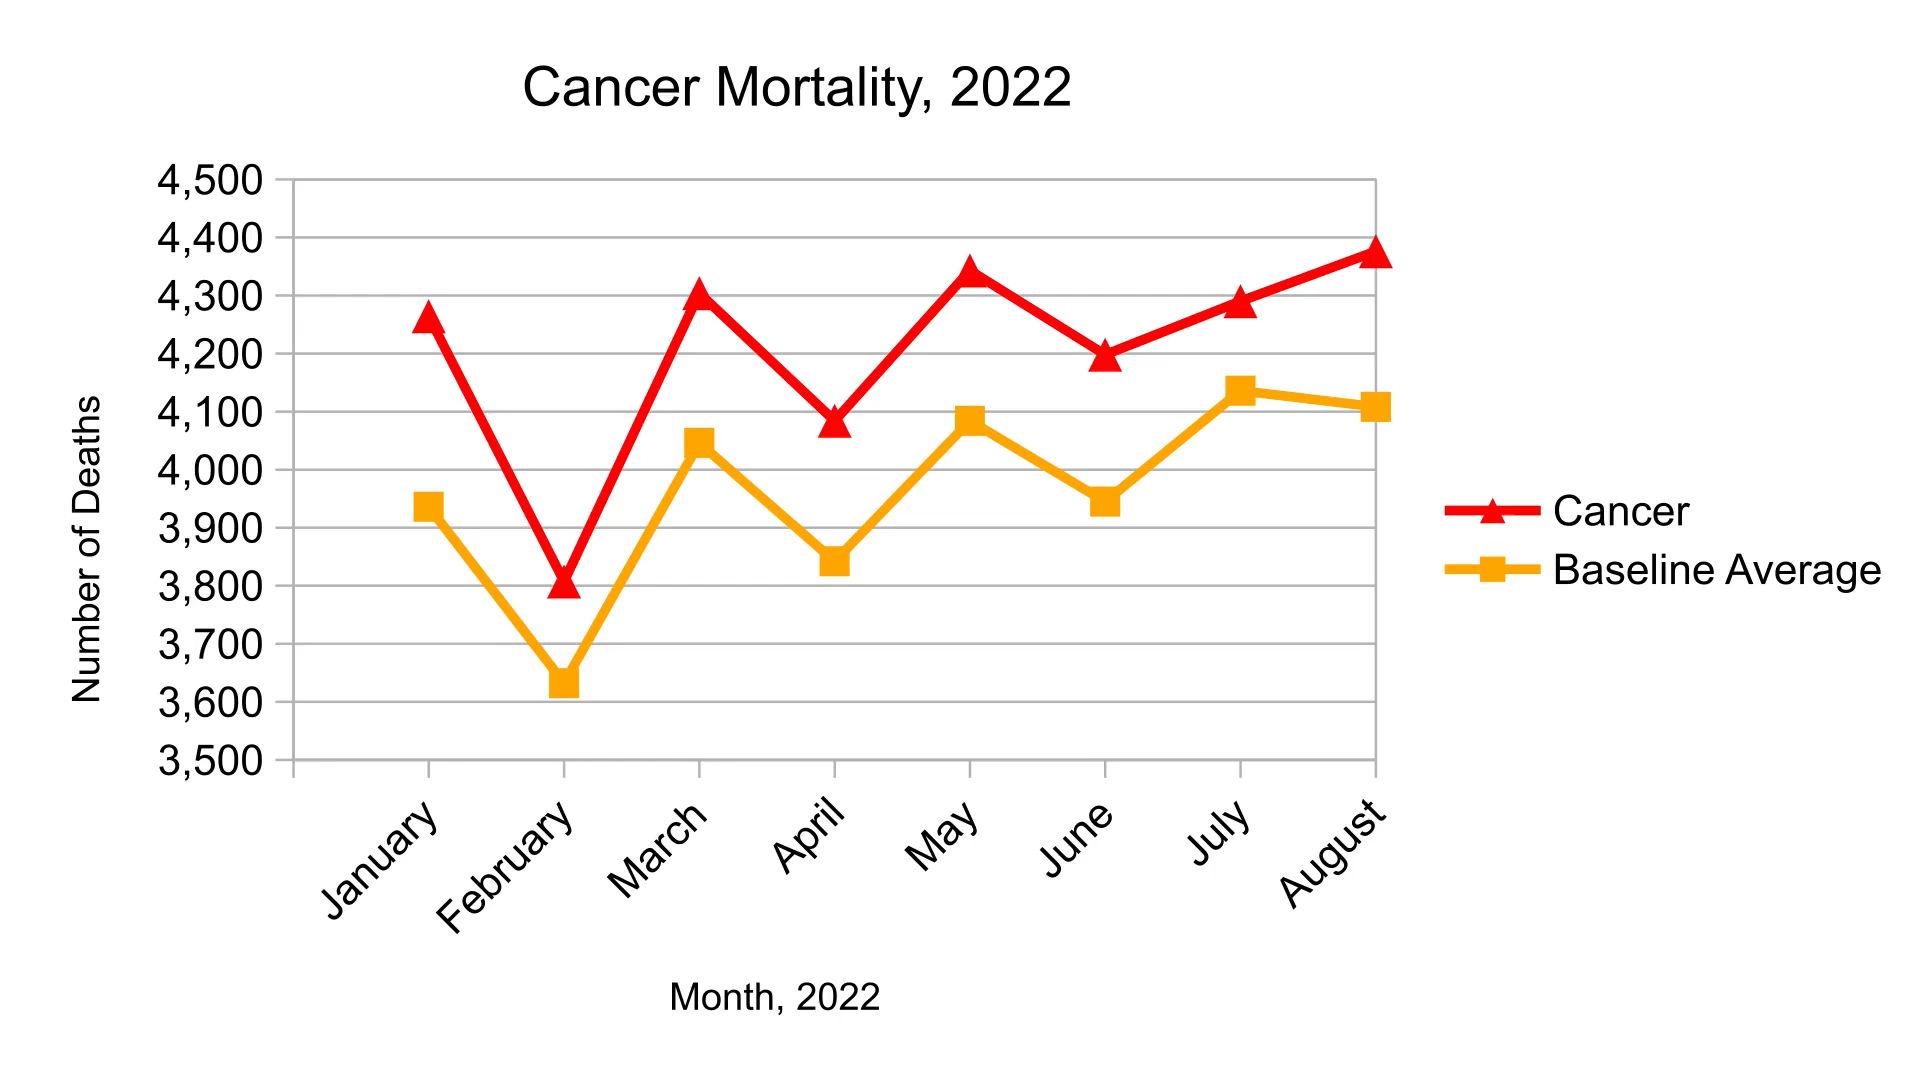 Cancer Mortality, 2022
4,500
4,400
4,300
4,200
4,100
4,000
3,900
3,800
3,700
3,600
3,500
Number of Deaths
January
February
March
April
May
June
July
August
Month, 2022
Cancer
Baseline Average